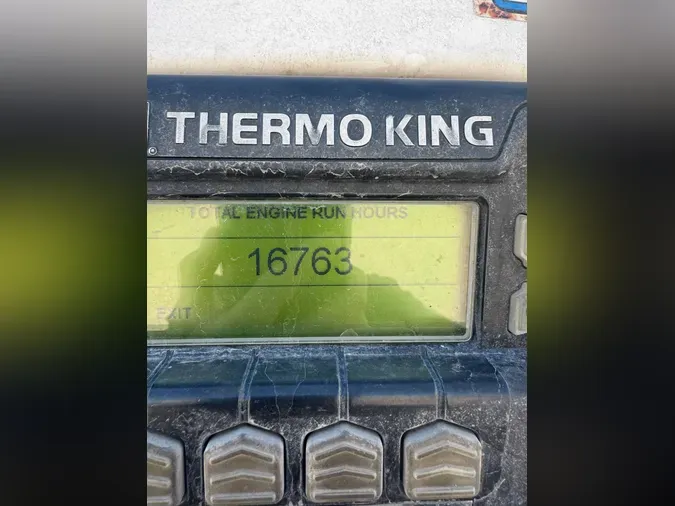 THERMO KING
TOTAL ENGINE RUN HOURS
16763
EXIT